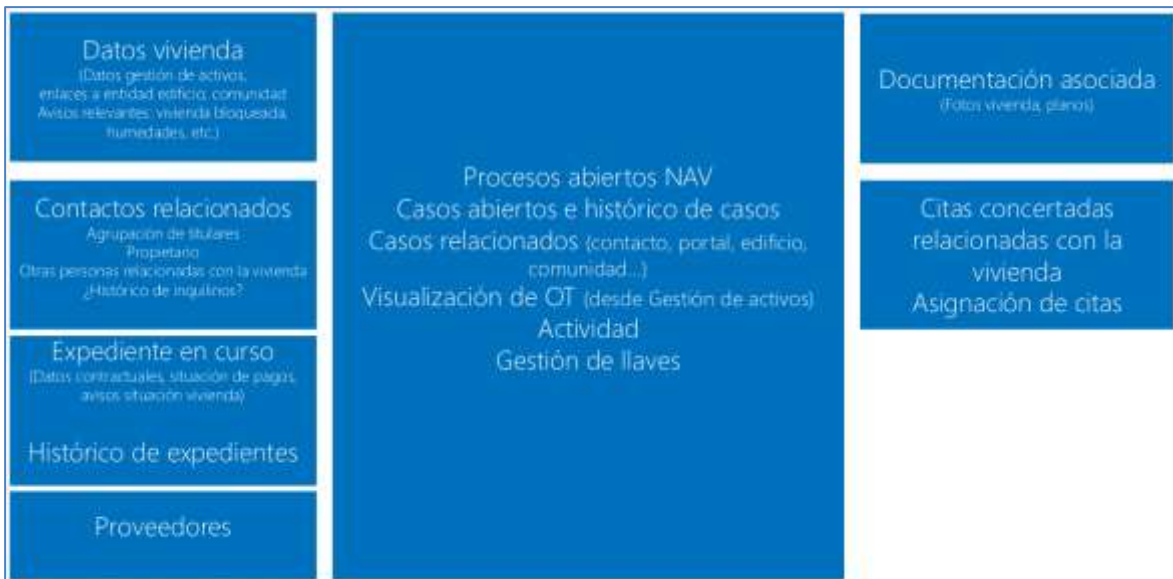 Datos vivienda
(Datos gestión de activos,
enlaces a entidad edificio, comunidad
Avisos relevantes: vivienda bloqueada,
humedades, etc.)
Contactos relacionados
Agrupación de titulares
Propietario
Otras personas relacionadas con la vivienda
¿Histórico de inquilinos?
Expediente en curso
(Datos contractuales, situación de pagos,
avisos situación vivienda)
Histórico de expedientes
Proveedores
Procesos abiertos NAV
Casos abiertos e histórico de casos
Casos relacionados (contacto, portal, edificio,
comunidad...)
Visualización de OT (desde Gestión de activos)
Actividad
Gestión de llaves
Documentación asociada
(Fotos vivienda, planos)
Citas concertadas
relacionadas con la
vivienda
Asignación de citas